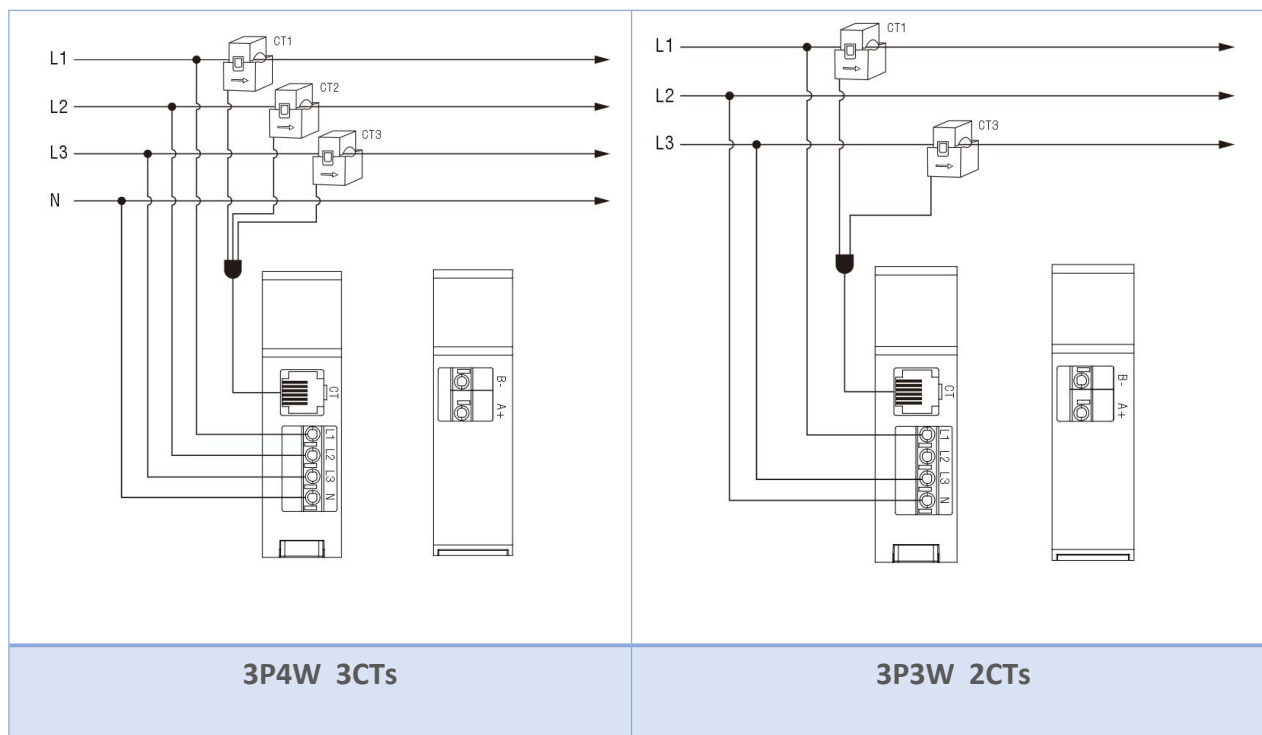 CT1
L1
CT2
L2
CT3
L3
N
B-
A+
CT
L1
L2
L3
N
3P4W 3CTs
CT1
L1
L2
CT3
L3
B-
A+
CT
L1
L2
L3
N
3P3W 2CTs